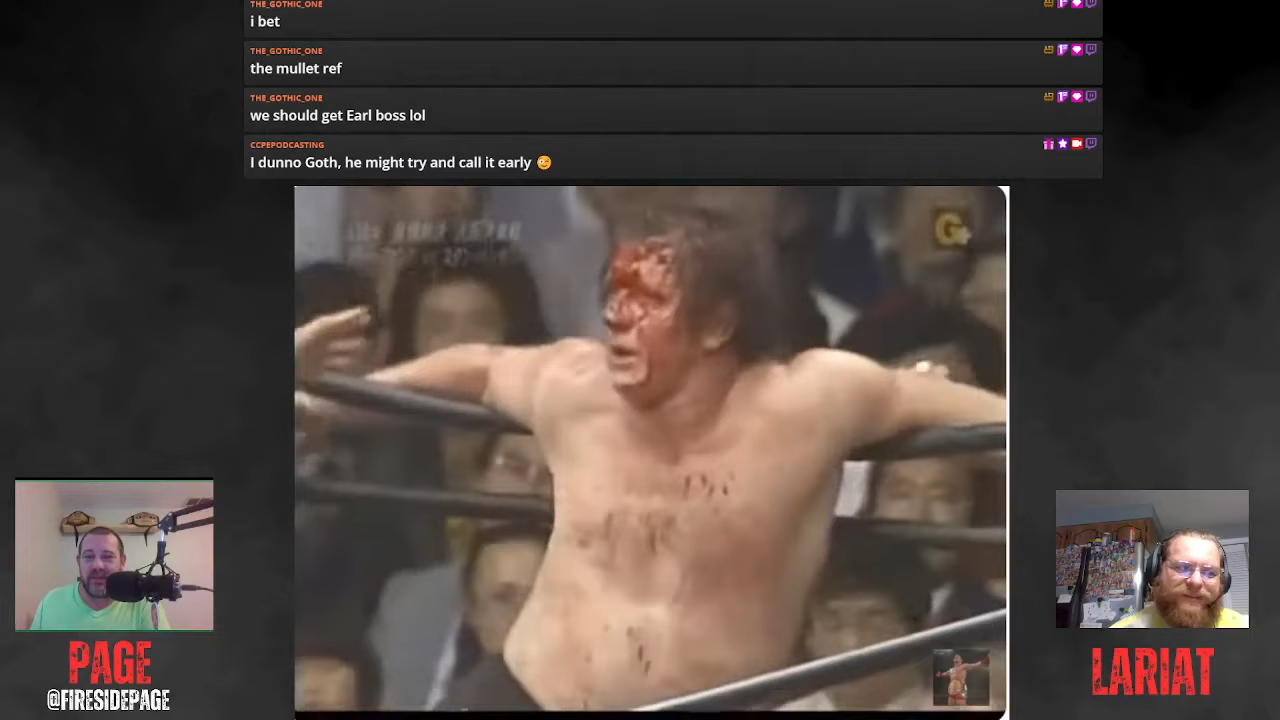 THE_GOTHIC_ONE
i bet
THE_GOTHIC_ONE
the mullet ref
THE_GOTHIC_ONE
we should get Earl boss lol
CCPEPODCASTING
I dunno Goth, he might try and call it early 😉
G+
PAGE
@FIRESIDEPAGE
LARIAT